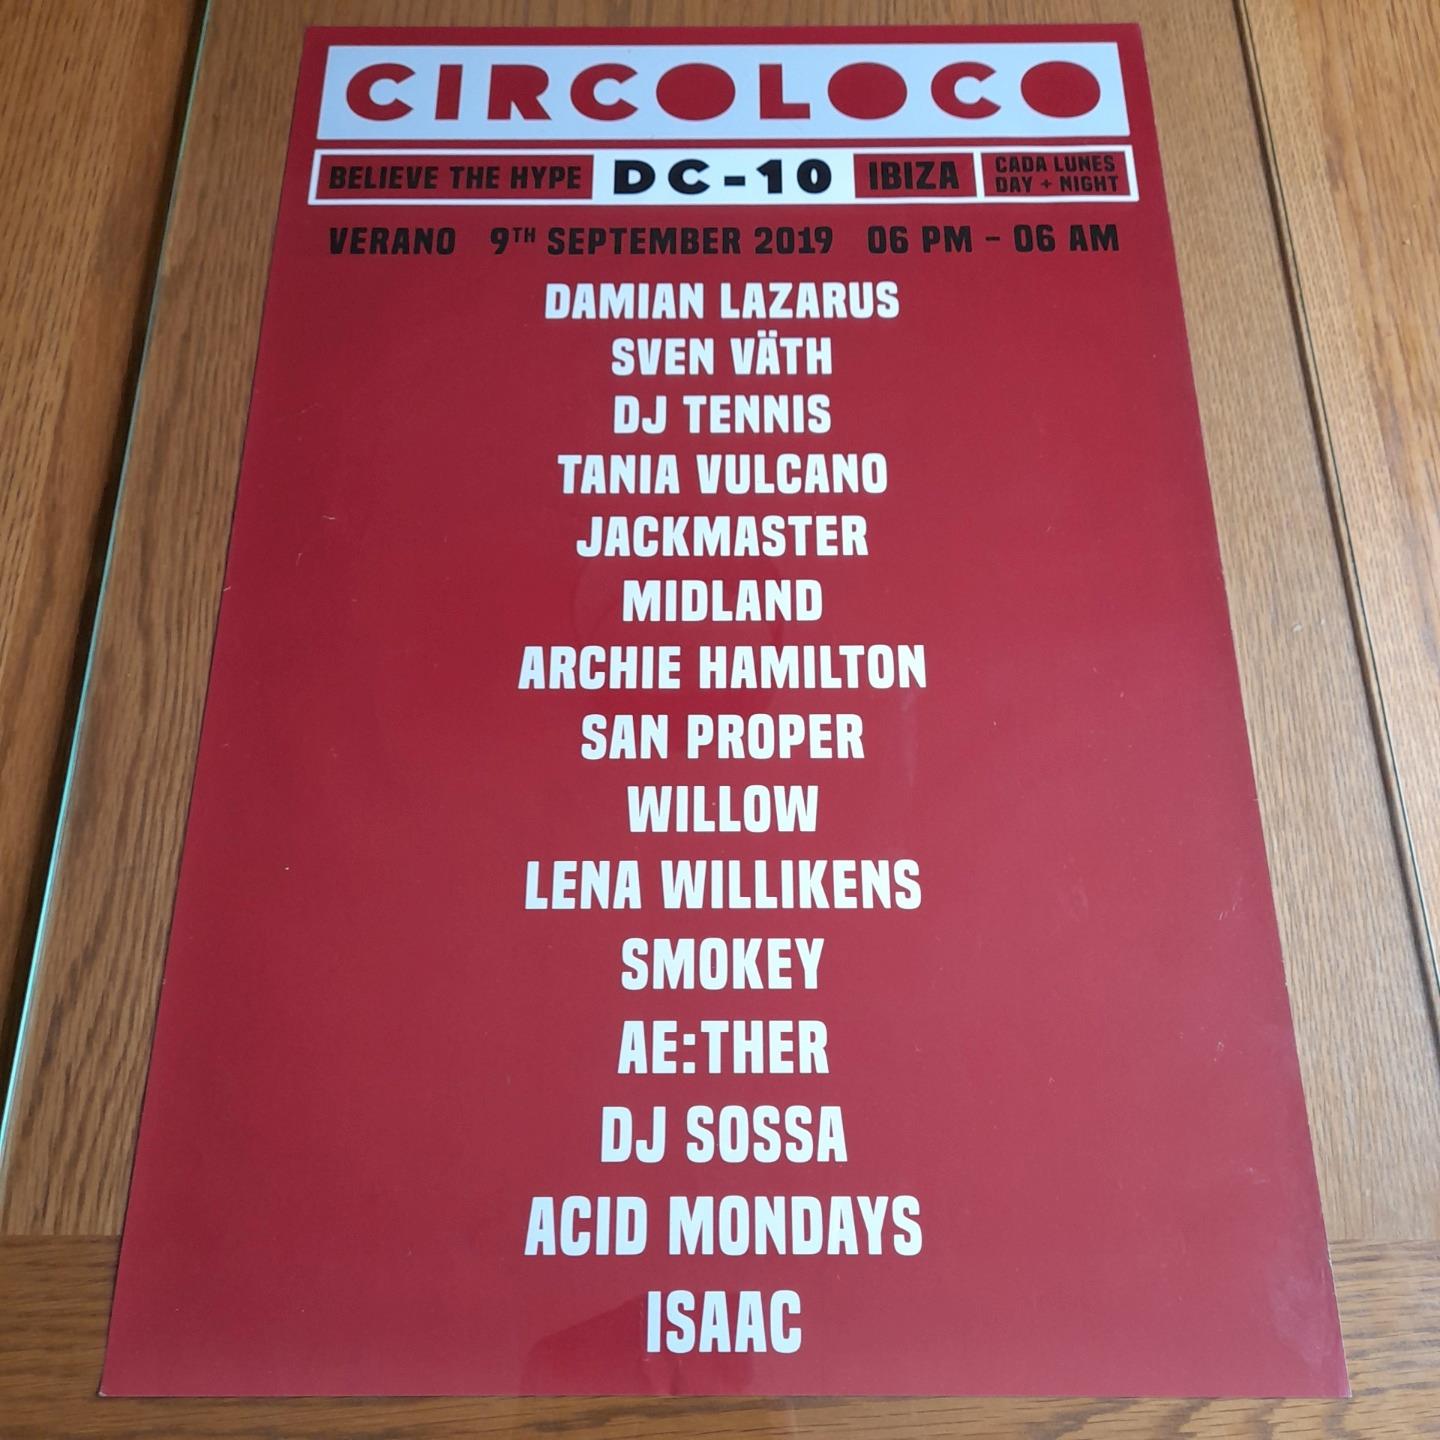 CIRCOLOCO
BELIEVE THE HYPE DC-10 IBIZA CADA LUNES
DAY + NIGHT
VERANO 9TH SEPTEMBER 2019 06 PM - 06 AM
DAMIAN LAZARUS
SVEN VÄTH
DJ TENNIS
TANIA VULCANO
JACKMASTER
MIDLAND
ARCHIE HAMILTON
SAN PROPER
WILLOW
LENA WILLIKENS
SMOKEY
AE:THER
DJ SOSSA
ACID MONDAYS
ISAAC